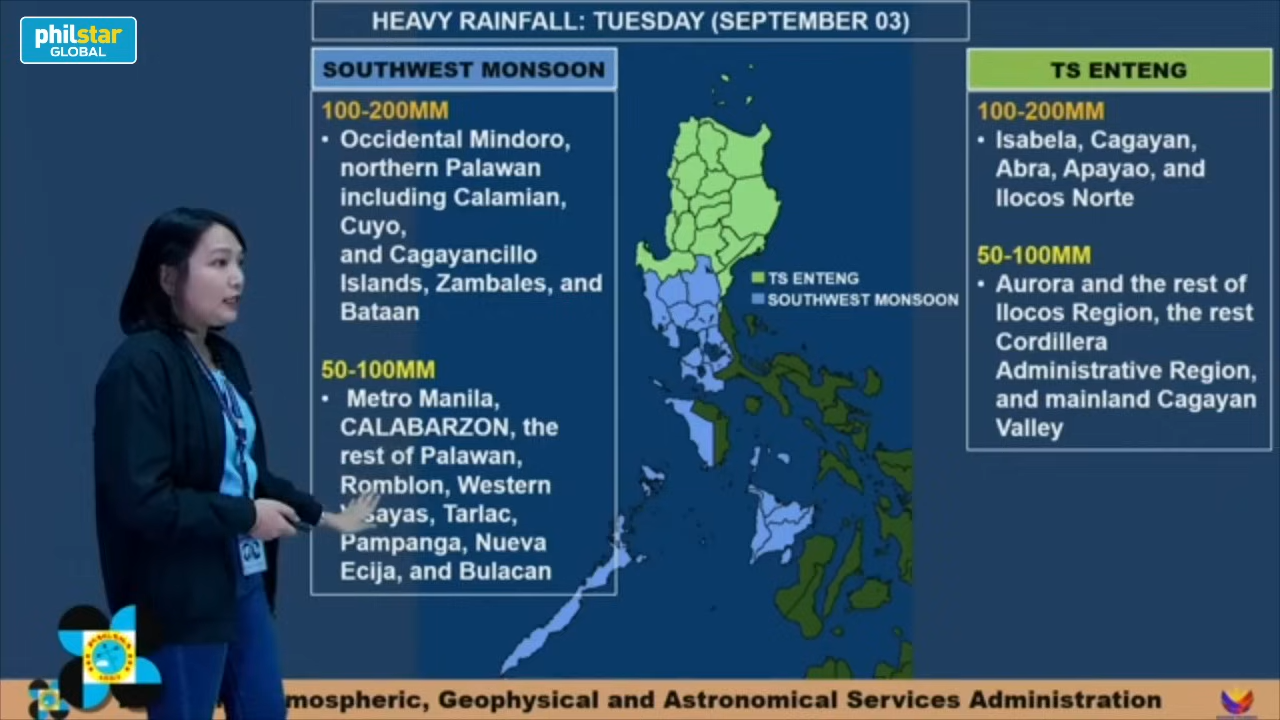 philstar
GLOBAL
HEAVY RAINFALL: TUESDAY (SEPTEMBER 03)
SOUTHWEST MONSOON
100-200MM
• Occidental Mindoro,
northern Palawan
including Calamian,
Cuyo,
and Cagayancillo
Islands, Zambales, and
Bataan
50-100MM
• Metro Manila,
CALABARZON, the
rest of Palawan,
Romblon, Western
Visayas, Tarlac,
Pampanga, Nueva
Ecija, and Bulacan
TS ENTENG
SOUTHWEST MONSOON
TS ENTENG
100-200MM
• Isabela, Cagayan,
Abra, Apayao, and
Ilocos Norte
50-100MM
• Aurora and the rest of
Ilocos Region, the rest
Cordillera
Administrative Region,
and mainland Cagayan
Valley
mospheric, Geophysical and Astronomical Services Administration